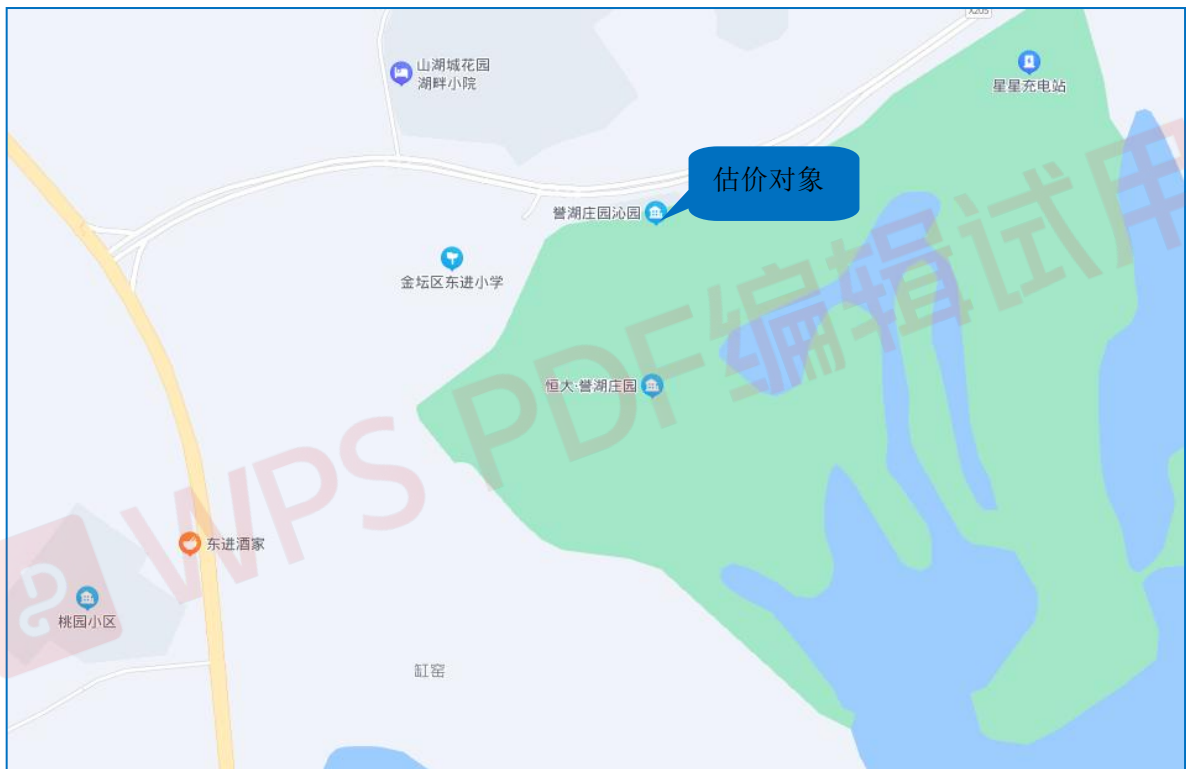 X205
山湖城花园
湖畔小院
星星充电站
估价对象
誉湖庄园沁园
金坛区东进小学
恒大·誉湖庄园
WPS PDF编辑试用
东进酒家
桃园小区
缸窑